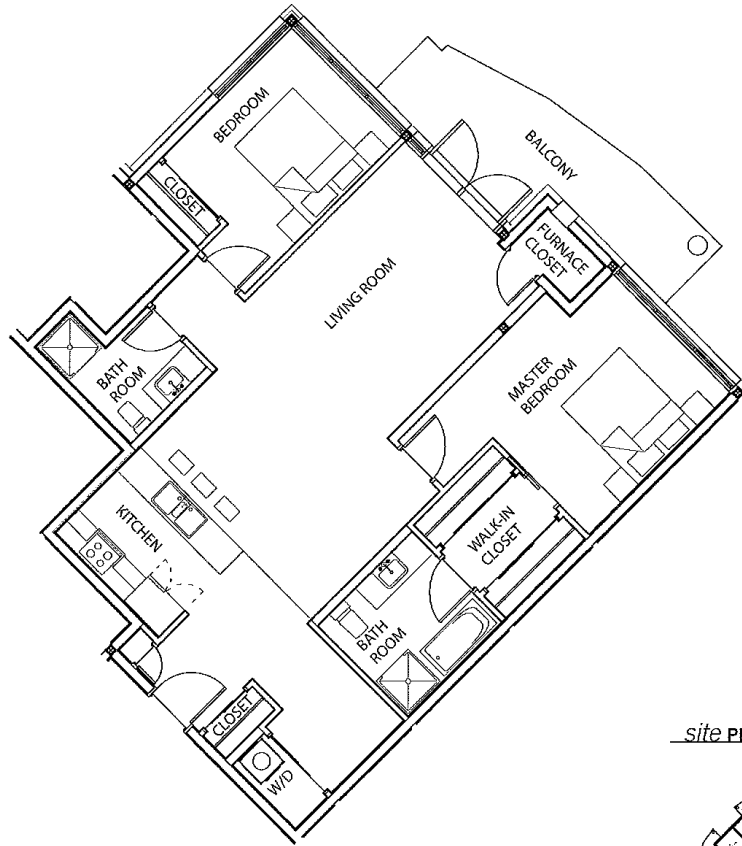 BEDROOM
BALCONY
CLOSET
FURNACE
CLOSET
LIVING ROOM
BATH
ROOM
MASTER
BEDROOM
KITCHEN
WALK-IN
CLOSET
BATH
ROOM
CLOSET
W/D
site